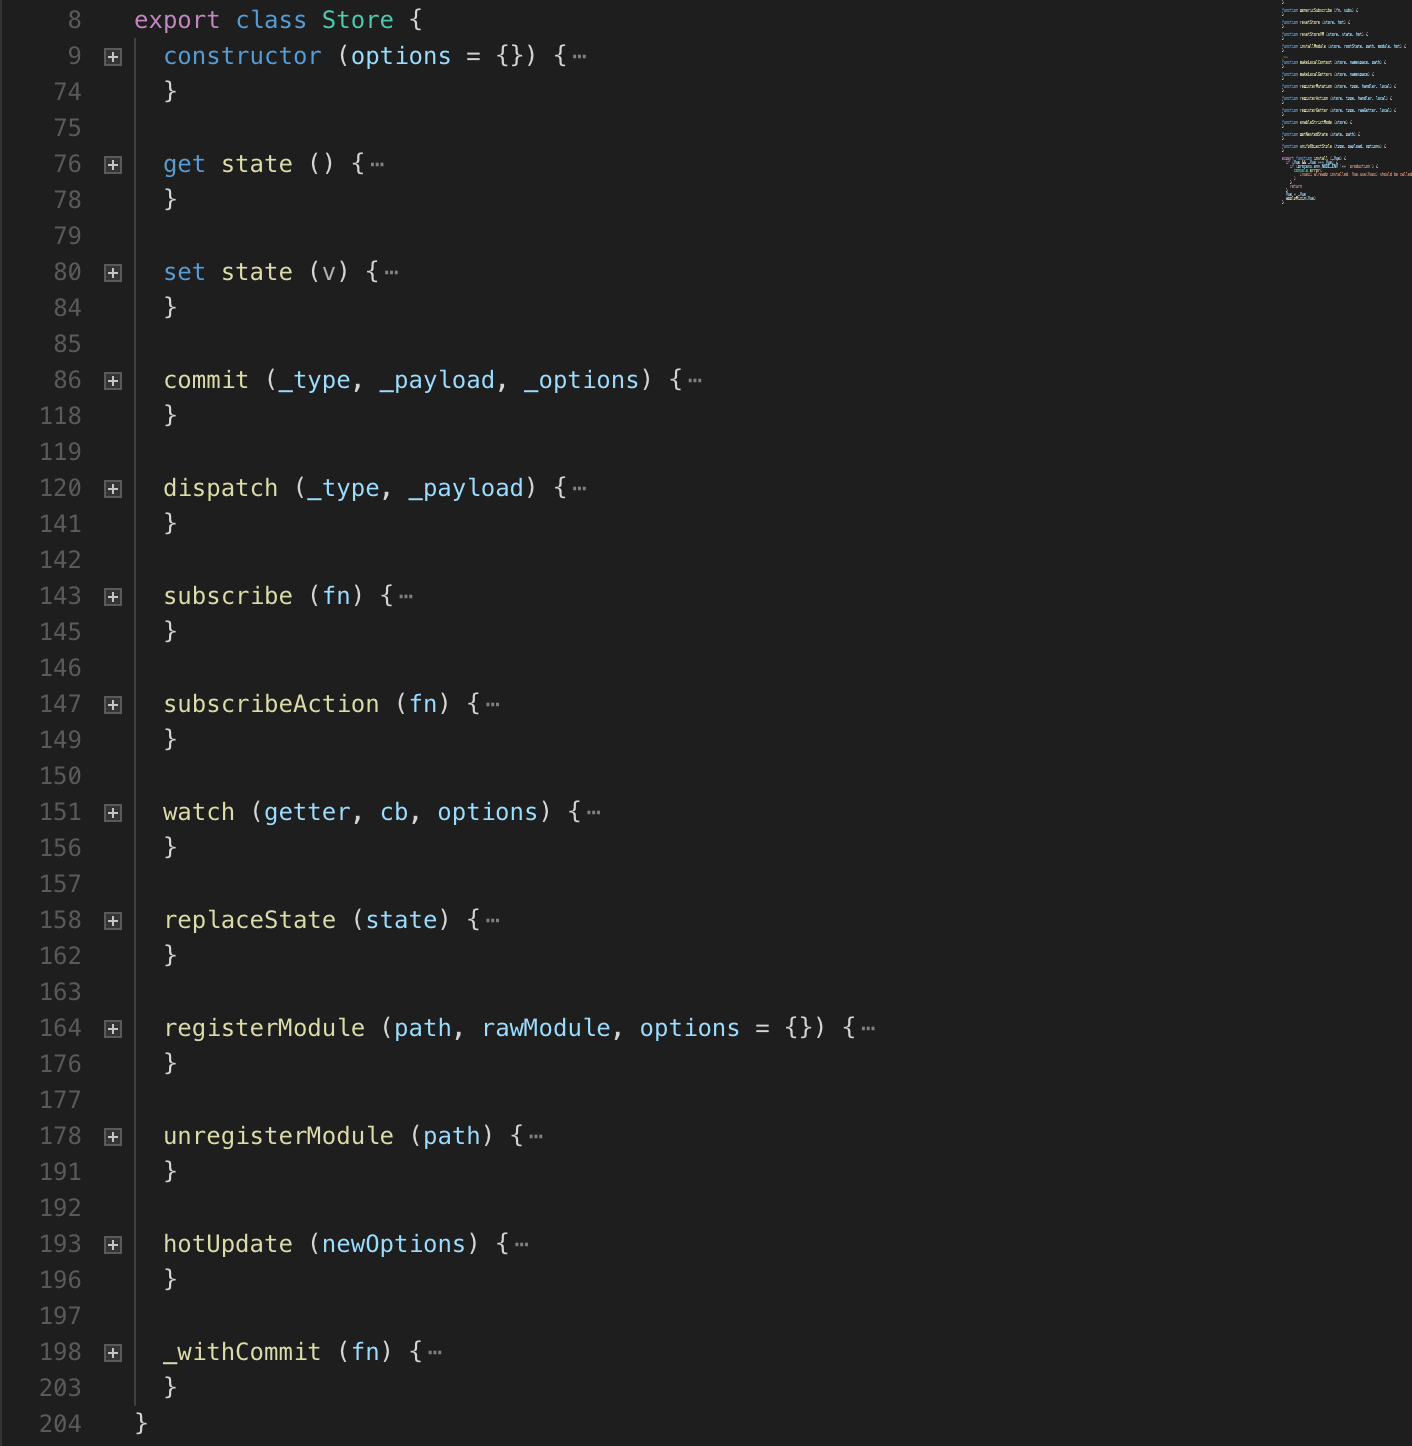 8 export class Store {
9 constructor (options = {}) {⋯
74 }
75
76 get state () {⋯
78 }
79
80 set state (v) {⋯
84 }
85
86 commit (_type, _payload, _options) {⋯
118 }
119
120 dispatch (_type, _payload) {⋯
141 }
142
143 subscribe (fn) {⋯
145 }
146
147 subscribeAction (fn) {⋯
149 }
150
151 watch (getter, cb, options) {⋯
156 }
157
158 replaceState (state) {⋯
162 }
163
164 registerModule (path, rawModule, options = {}) {⋯
176 }
177
178 unregisterModule (path) {⋯
191 }
192
193 hotUpdate (newOptions) {⋯
196 }
197
198 _withCommit (fn) {⋯
203 }
204 }